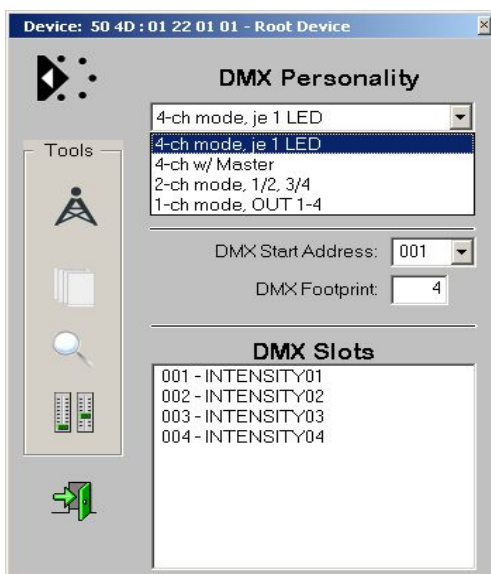 Device: 50 4D : 01 22 01 01 - Root Device
DMX Personality
4-ch mode, je 1 LED
4-ch mode, je 1 LED
4-ch w/ Master
2-ch mode, 1/2, 3/4
1-ch mode, OUT 1-4
Tools
DMX Start Address: 001
DMX Footprint: 4
DMX Slots
001 - INTENSITY01
002 - INTENSITY02
003 - INTENSITY03
004 - INTENSITY04